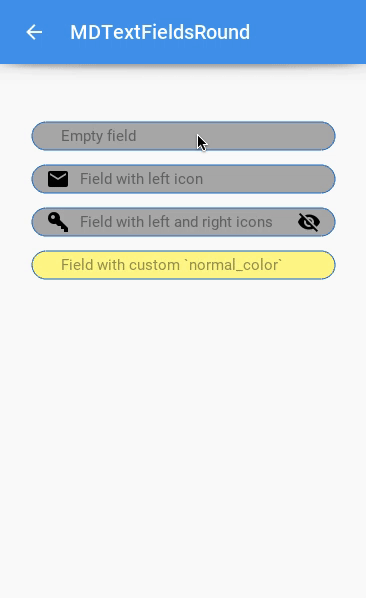 MDTextFieldsRound
Empty field
Field with left icon
Field with left and right icons
Field with custom `normal_color`